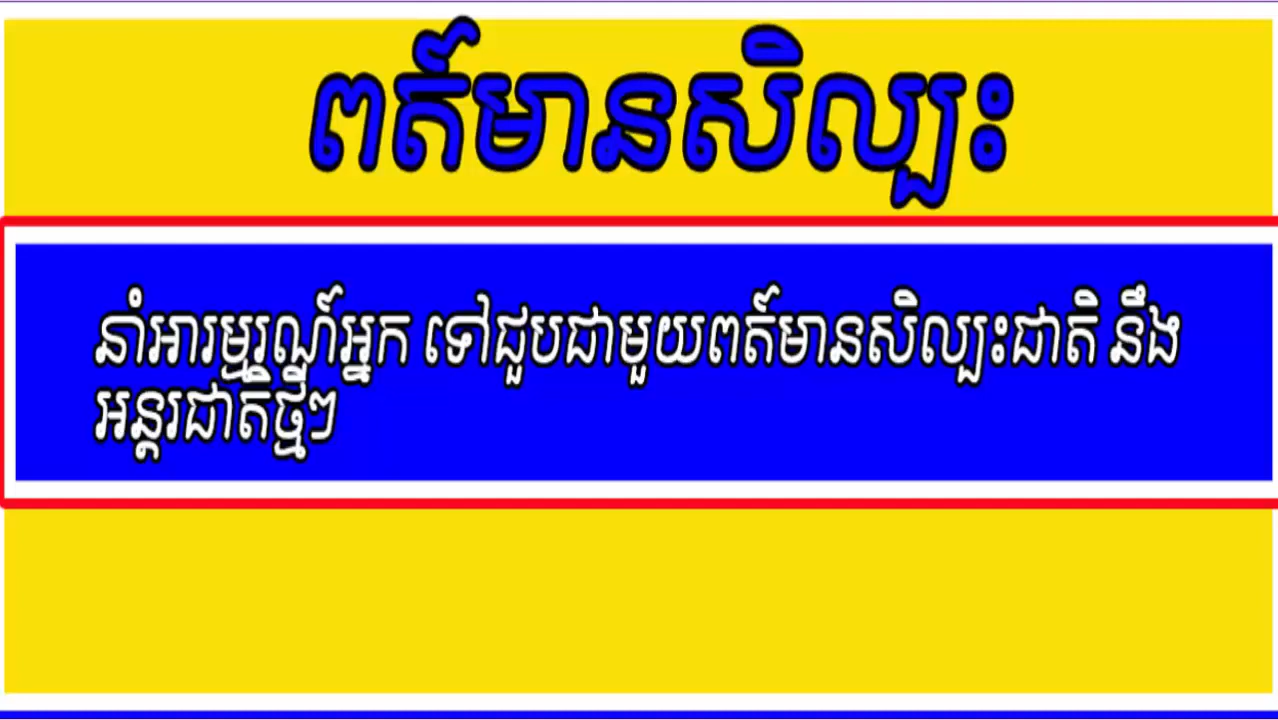 ពត៍មានសិល្បះ
នាំអារម្មរណ៍អ្នក ទៅជួបជាមួយពត៍មានសិល្បះជាតិ នឹង
អន្តរជាតិថ្មីៗ